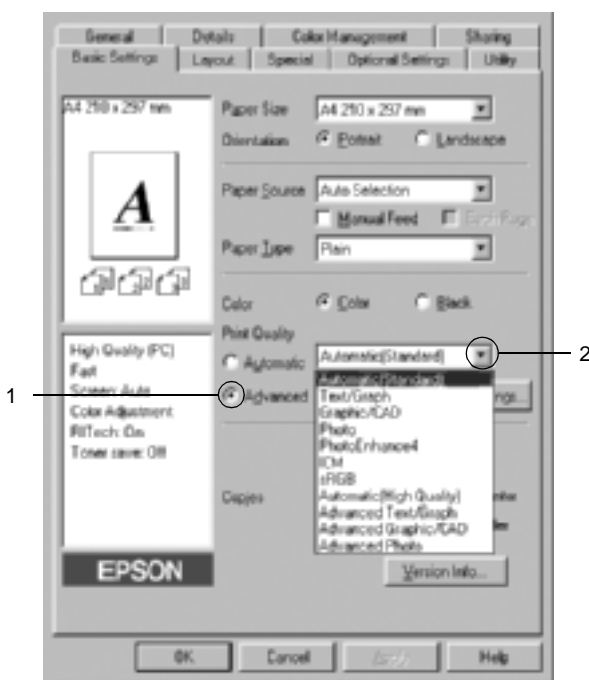 General Details Color Management Sharing
Basic Settings Layout Special Optional Settings Utility
A4 210 x 297 mm
Paper Size A4 210 x 297 mm
Orientation Portrait Landscape
A
Paper Source Auto Selection
Manual Feed Each Page
Paper Type Plain
Color Color Black
Print Quality
Automatic Automatic(Standard) 2
1 Advanced
Automatic(Standard)
Text/Graph
Graphic/CAD
Photo
PhotoEnhance4
ICM
sRGB
Automatic(High Quality)
Advanced Text/Graph
Advanced Graphic/CAD
Advanced Photo
High Quality (PC)
Fast
Screen: Auto
Color Adjustment
RITech: On
Toner save: Off
Copies
EPSON
Version Info...
OK Cancel Apply Help